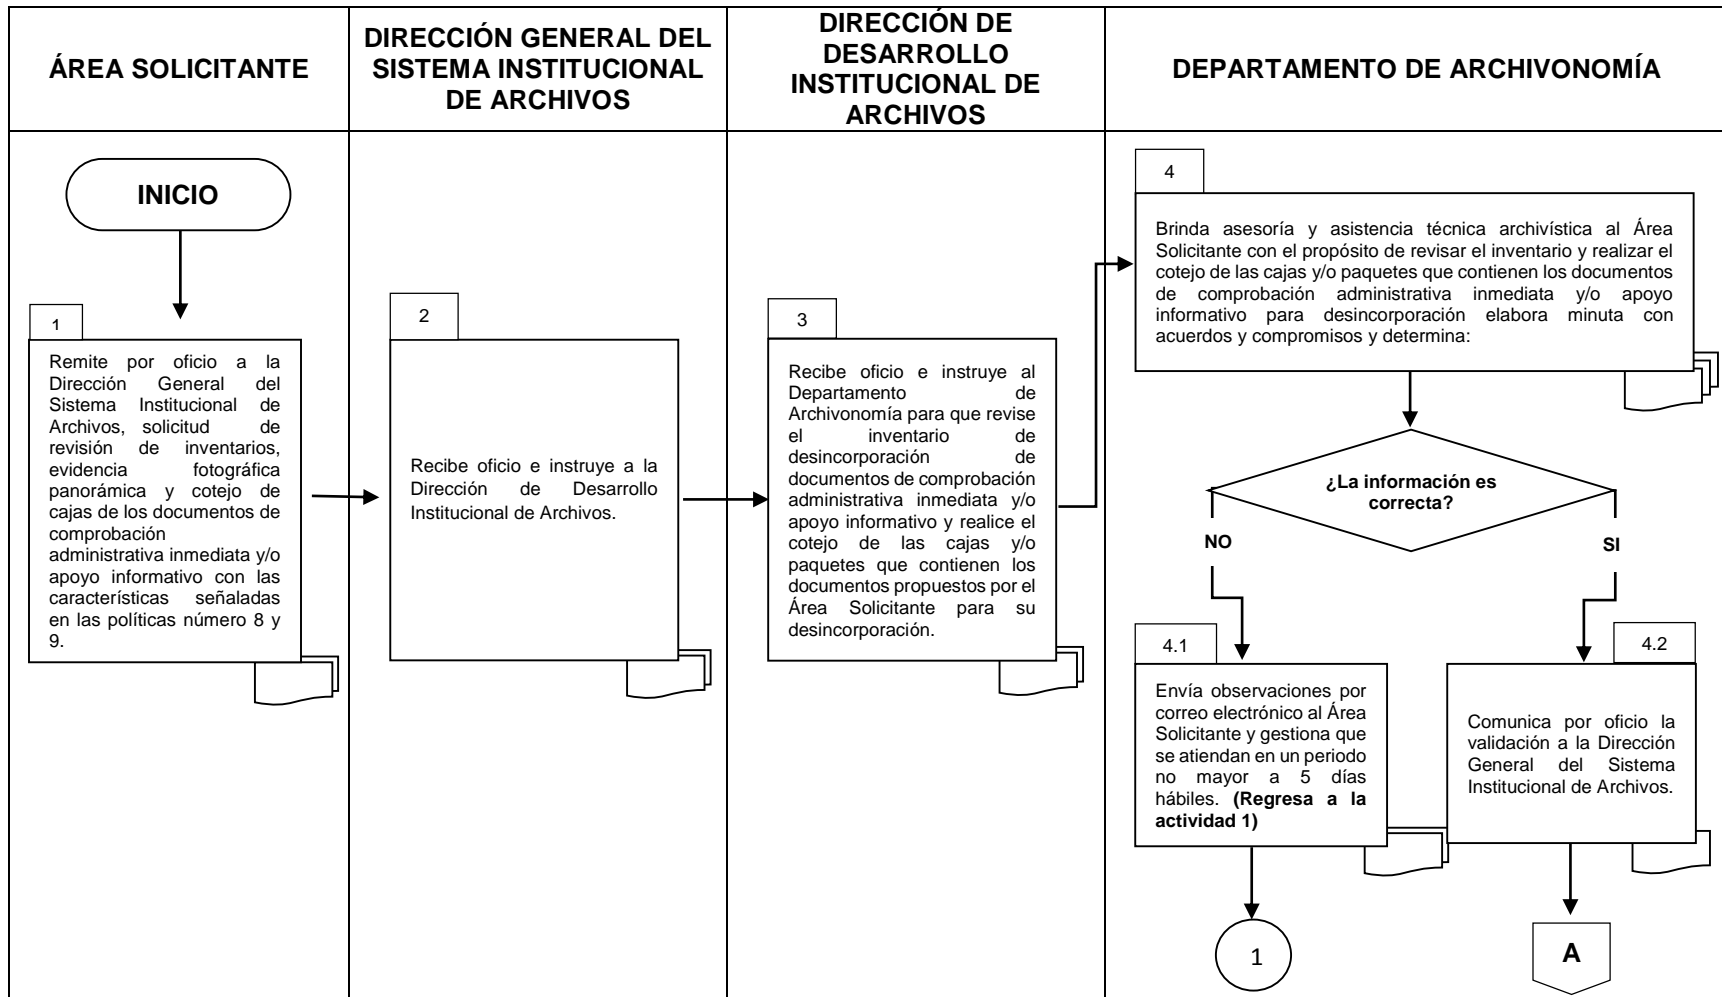 ÁREA SOLICITANTE
DIRECCIÓN GENERAL DEL
SISTEMA INSTITUCIONAL
DE ARCHIVOS
DIRECCIÓN DE
DESARROLLO
INSTITUCIONAL DE
ARCHIVOS
DEPARTAMENTO DE ARCHIVONOMÍA
INICIO
1
Remite por oficio a la
Dirección General del
Sistema Institucional de
Archivos, solicitud de
revisión de inventarios,
evidencia fotográfica
panorámica y cotejo de
cajas de los documentos de
comprobación
administrativa inmediata y/o
apoyo informativo con las
características señaladas
en las políticas número 8 y
9.
2
Recibe oficio e instruye a la
Dirección de Desarrollo
Institucional de Archivos.
3
Recibe oficio e instruye al
Departamento de
Archivonomía para que revise
el inventario de
desincorporación de
documentos de comprobación
administrativa inmediata y/o
apoyo informativo y realice el
cotejo de las cajas y/o
paquetes que contienen los
documentos propuestos por el
Área Solicitante para su
desincorporación.
4
Brinda asesoría y asistencia técnica archivística al Área
Solicitante con el propósito de revisar el inventario y realizar el
cotejo de las cajas y/o paquetes que contienen los documentos
de comprobación administrativa inmediata y/o apoyo
informativo para desincorporación elabora minuta con
acuerdos y compromisos y determina:
¿La información es
correcta?
NO
SI
4.1
Envía observaciones por
correo electrónico al Área
Solicitante y gestiona que
se atiendan en un periodo
no mayor a 5 días
hábiles. (Regresa a la
actividad 1)
1
4.2
Comunica por oficio la
validación a la Dirección
General del Sistema
Institucional de Archivos.
A